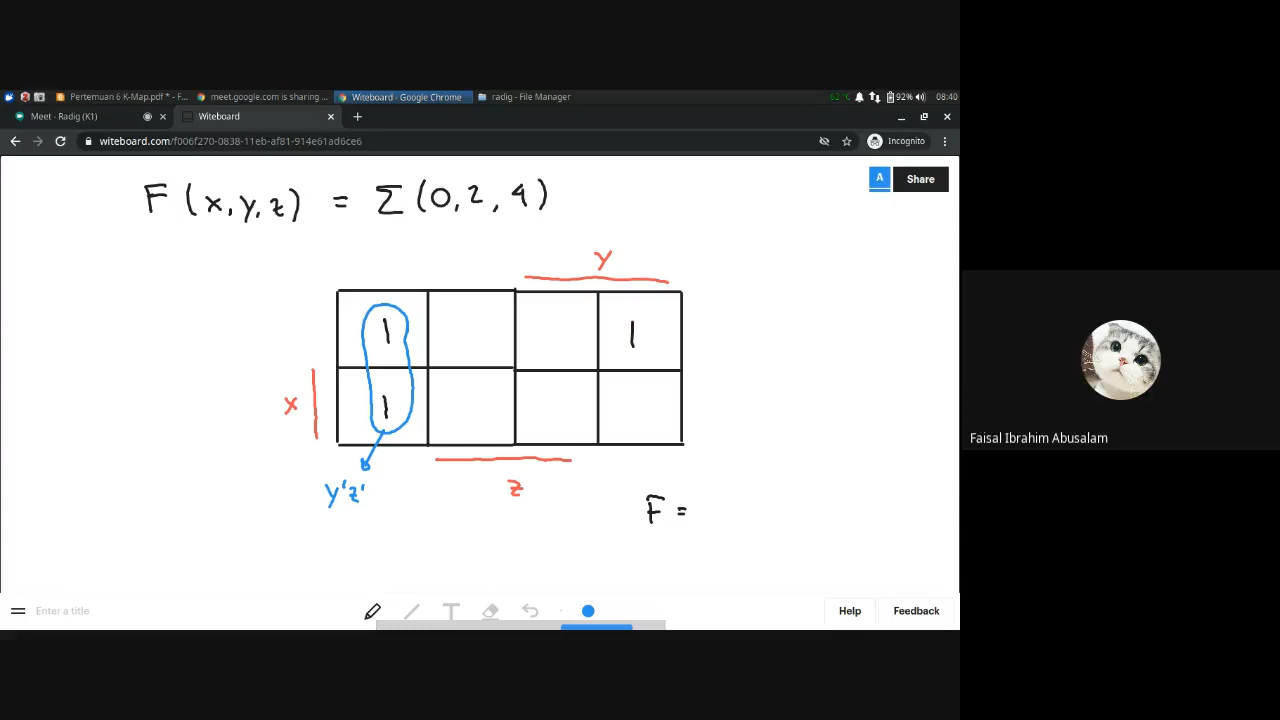 Pertemuan 6 K-Map.pdf * - F... meet.google.com is sharing ... Witeboard - Google Chrome radig - File Manager 62 °C 92% 08:40
Meet - Radig (K1) Witeboard
witeboard.com/f006f270-0838-11eb-af81-914e61ad6ce6 Incognito
A Share
F (x, y, z) = Σ (0, 2, 4)
y
1 1
x 1
y'z' z
F =
Faisal Ibrahim Abusalam
Enter a title T Help Feedback